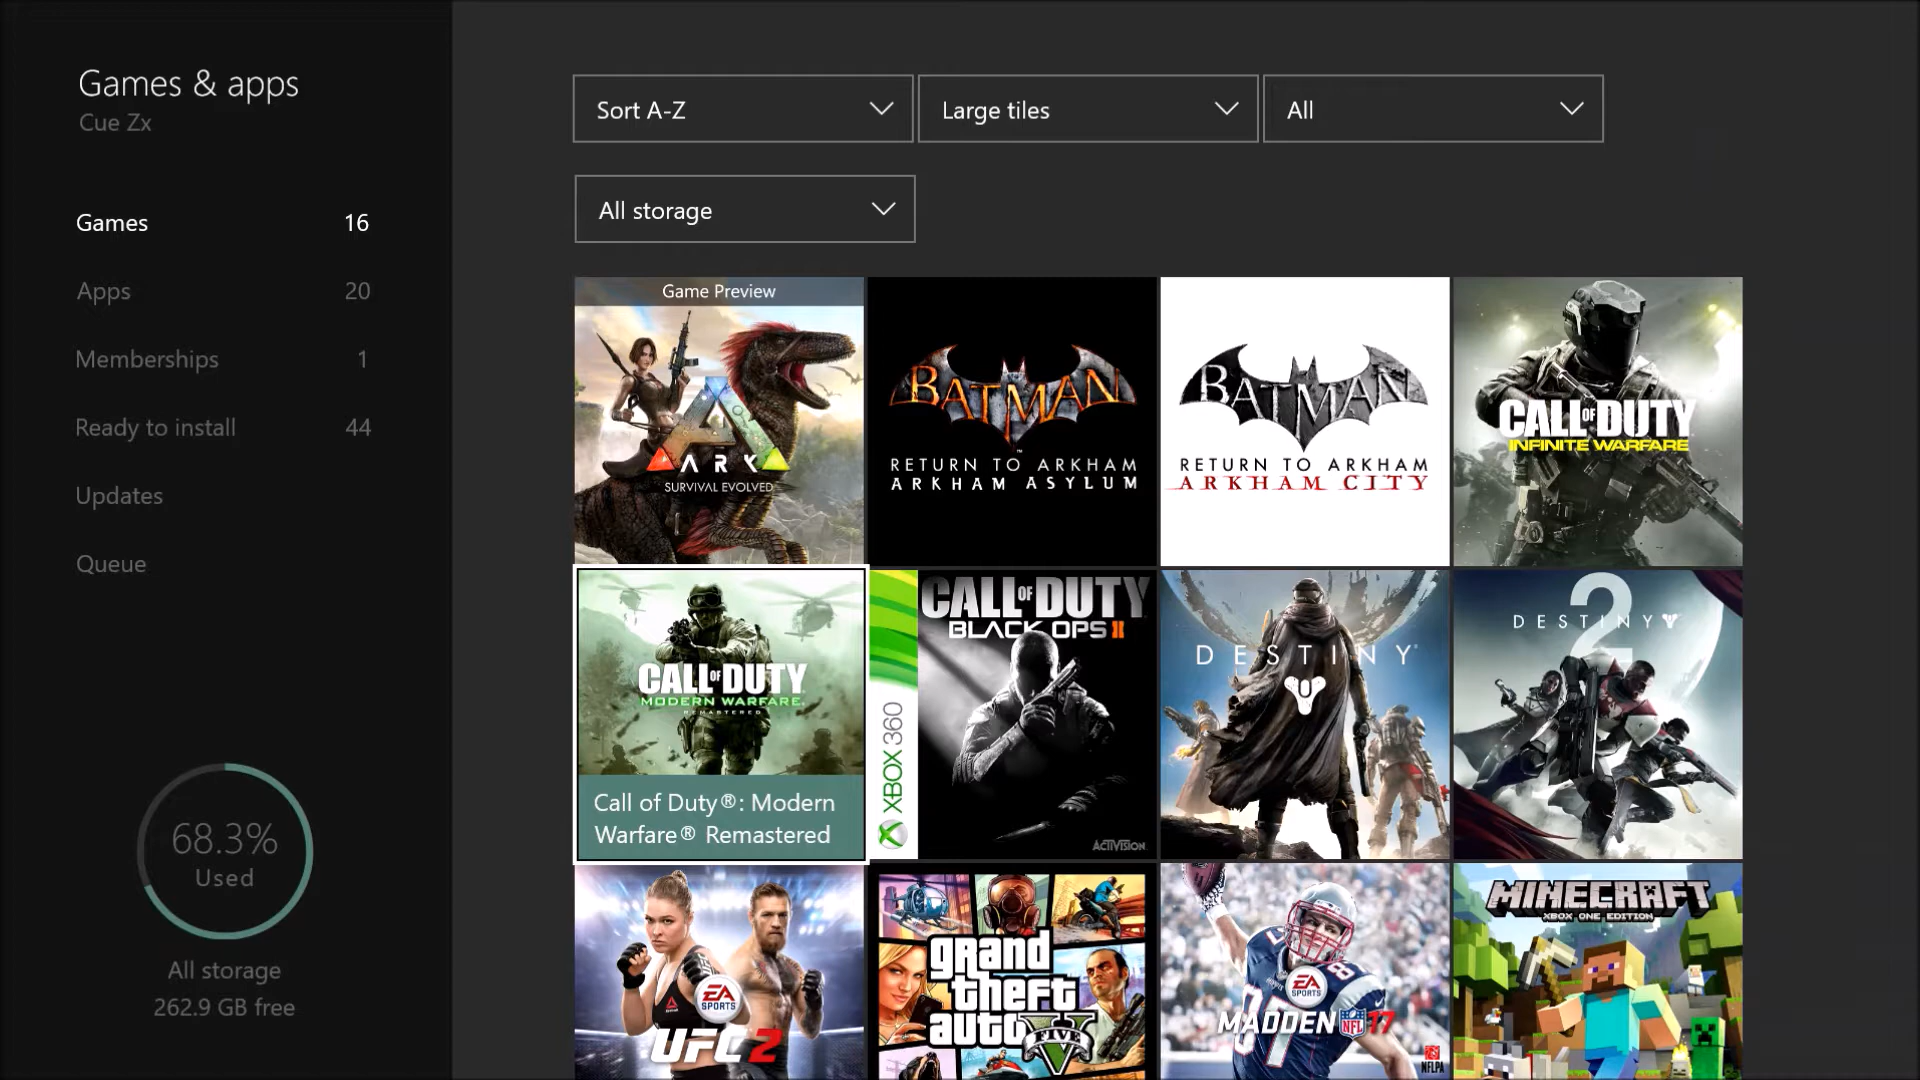 Games & apps
Cue Zx
Games 16
Apps 20
Memberships 1
Ready to install 44
Updates
Queue
68.3%
Used
All storage
262.9 GB free
Sort A-Z
Large tiles
All
All storage
Game Preview
ARK
SURVIVAL EVOLVED
BATMAN
RETURN TO ARKHAM
ARKHAM ASYLUM
BATMAN
RETURN TO ARKHAM
ARKHAM CITY
CALL OF DUTY
INFINITE WARFARE
CALL OF DUTY
MODERN WARFARE
REMASTERED
Call of Duty®: Modern
Warfare® Remastered
XBOX 360
CALL OF DUTY
BLACK OPS II
ACTIVISION
DESTINY
2
DESTINY
EA
SPORTS
UFC 2
grand
theft
auto
V
FIVE
EA
SPORTS
MADDEN NFL 17
NFLPA
MINECRAFT
XBOX ONE EDITION